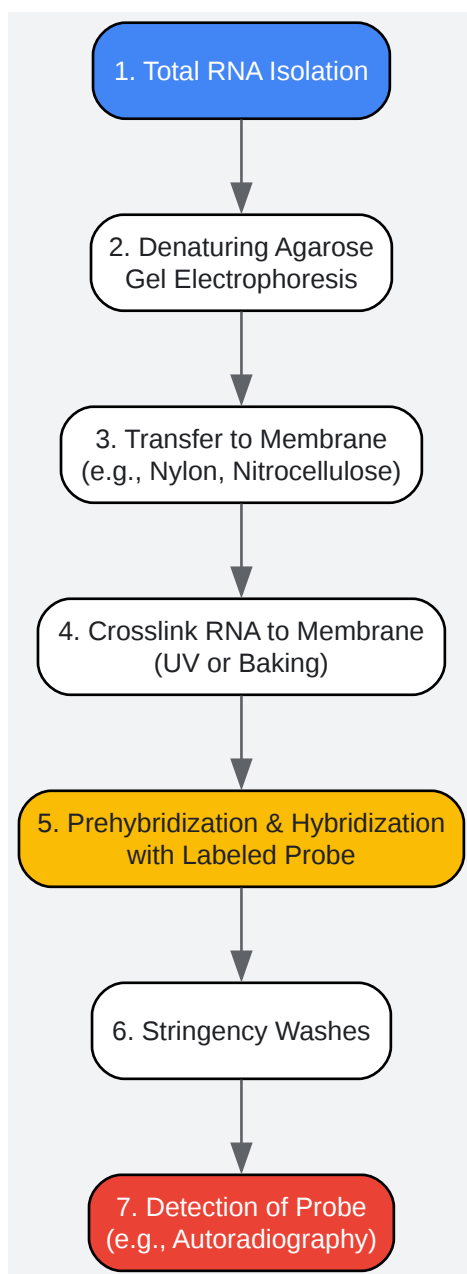 1. Total RNA Isolation
2. Denaturing Agarose
Gel Electrophoresis
3. Transfer to Membrane
(e.g., Nylon, Nitrocellulose)
4. Crosslink RNA to Membrane
(UV or Baking)
5. Prehybridization & Hybridization
with Labeled Probe
6. Stringency Washes
7. Detection of Probe
(e.g., Autoradiography)